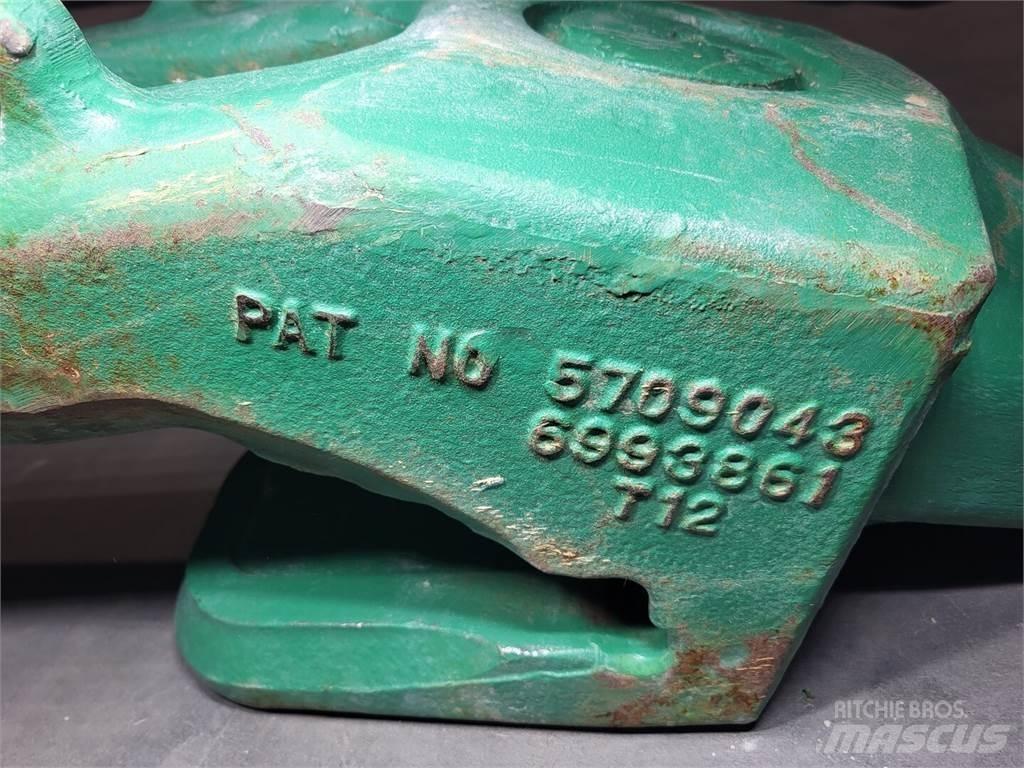 PAT NO 5709043
6993861
T12
RITCHIE BROS.
MASCUS